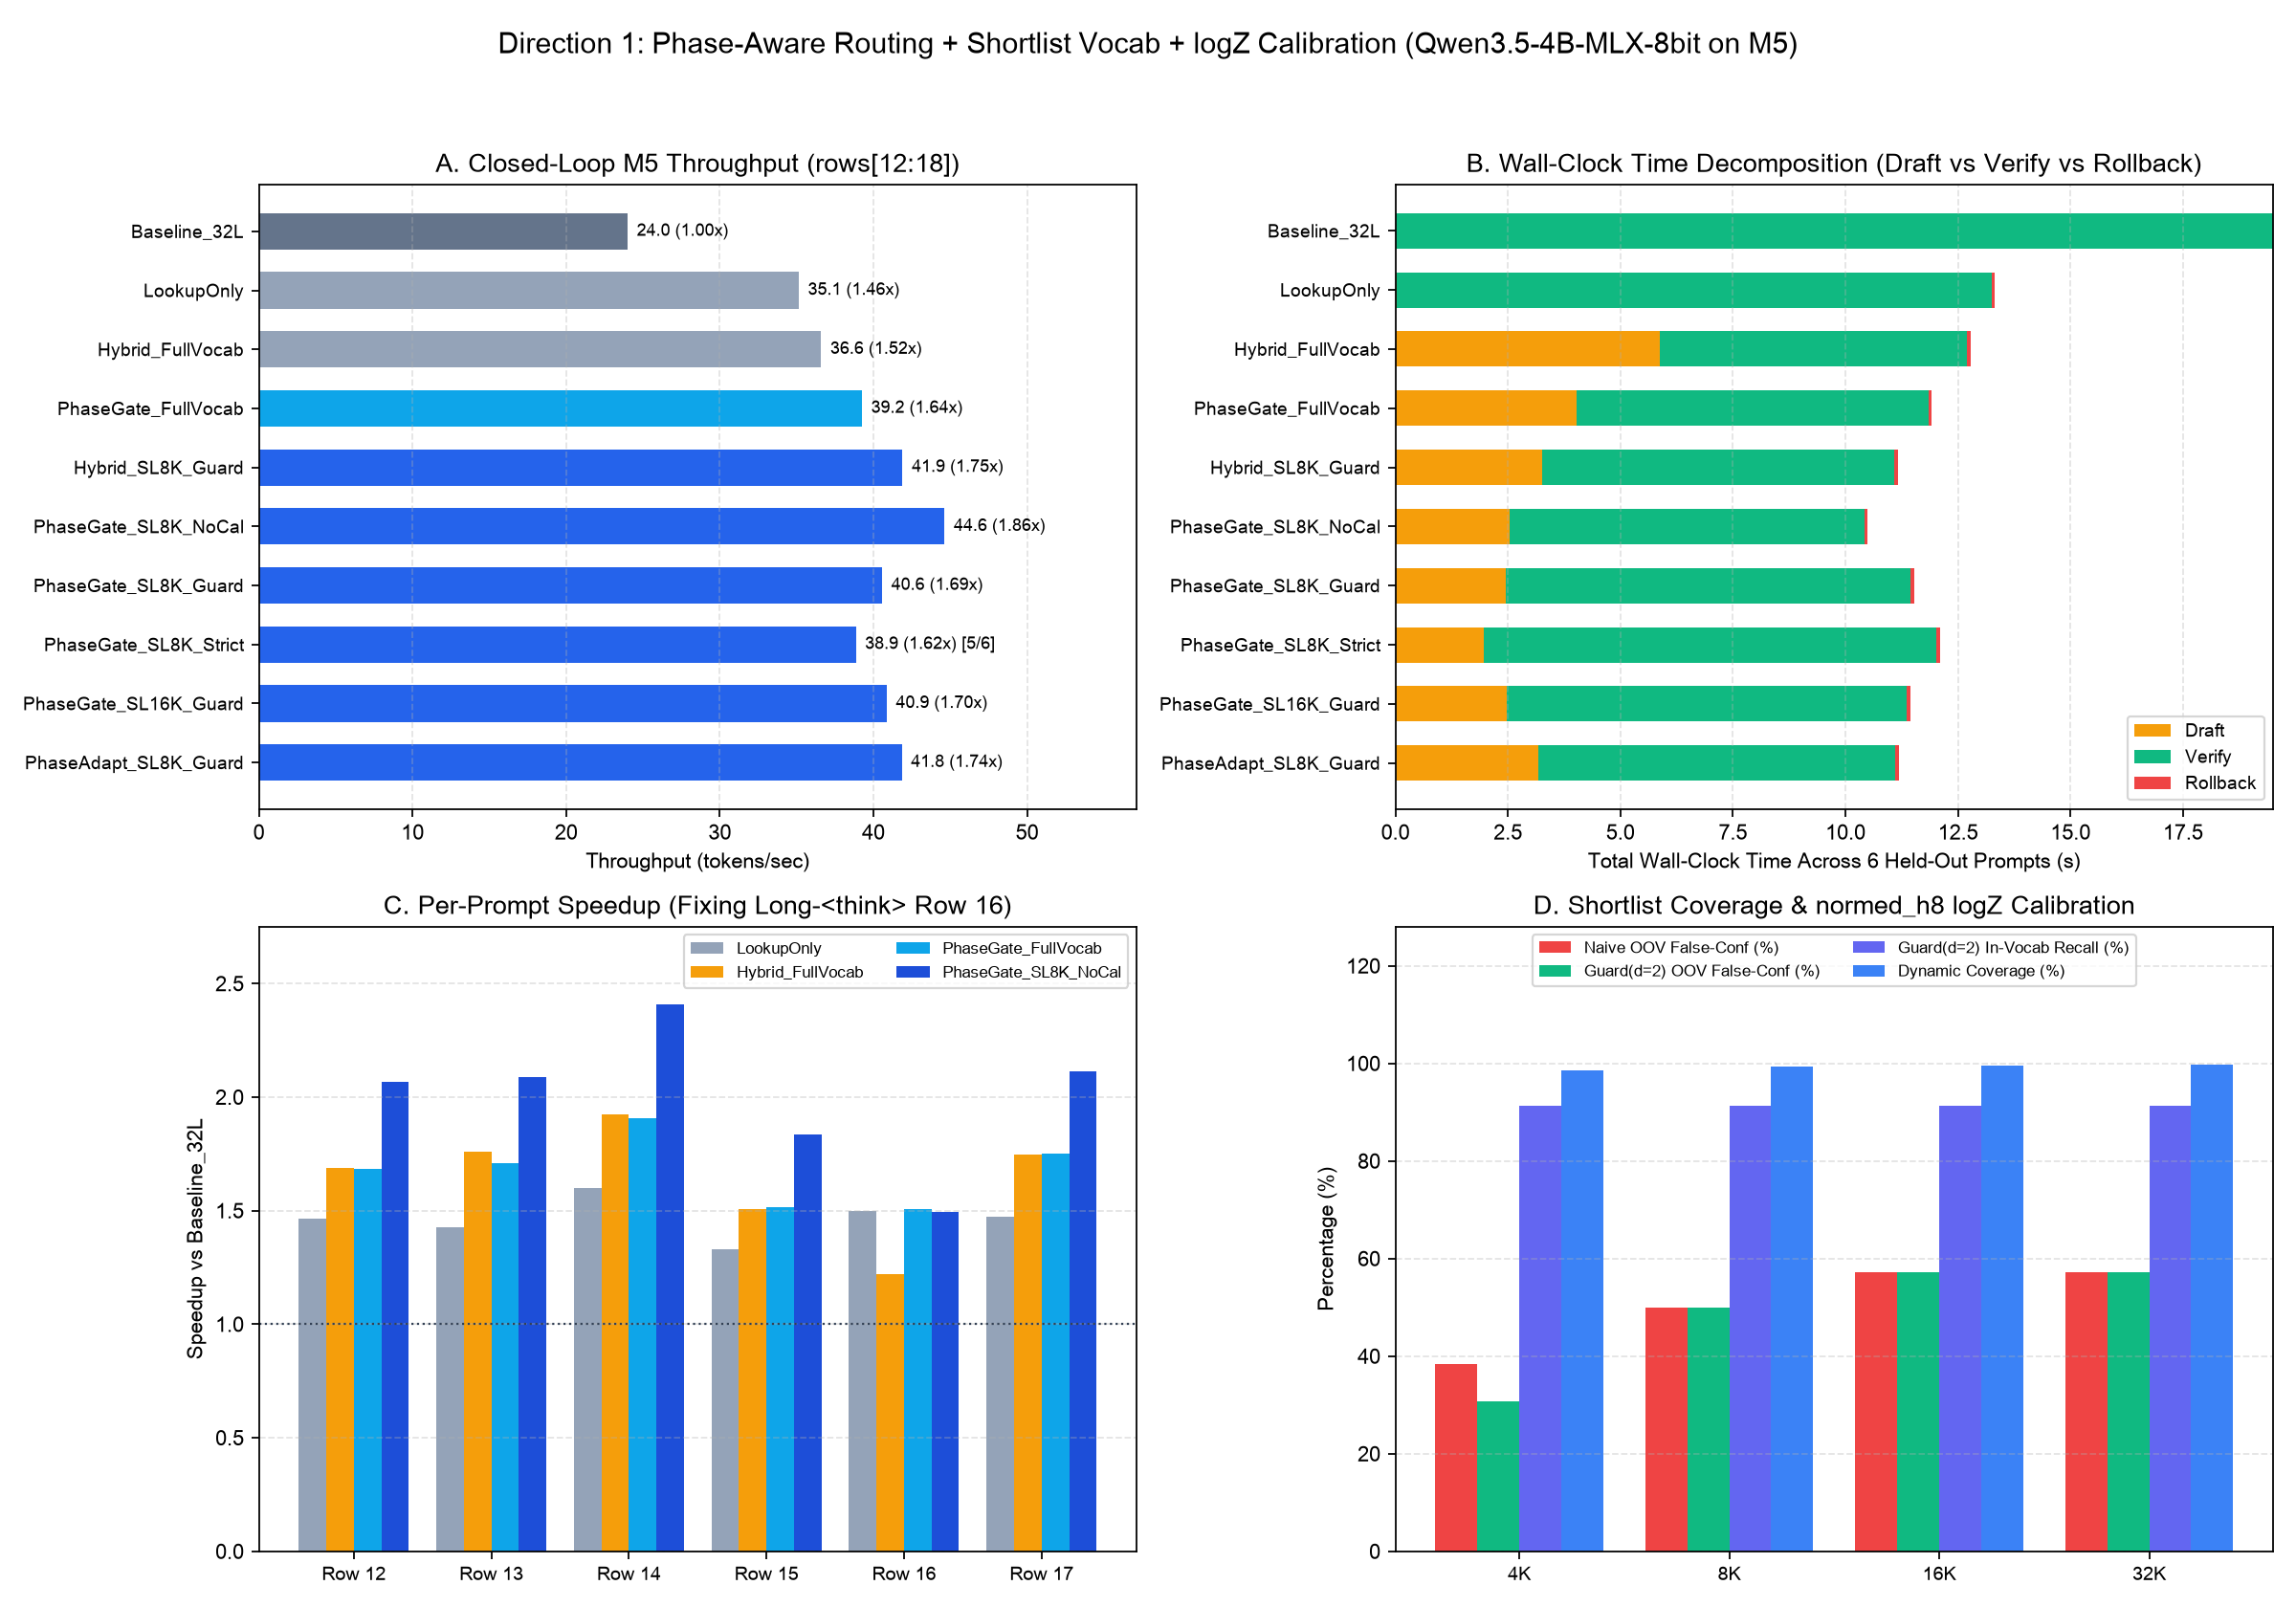 Direction 1: Phase-Aware Routing + Shortlist Vocab + logZ Calibration (Qwen3.5-4B-MLX-8bit on M5)
A. Closed-Loop M5 Throughput (rows[12:18])
Baseline_32L
24.0 (1.00x)
LookupOnly
35.1 (1.46x)
Hybrid_FullVocab
36.6 (1.52x)
PhaseGate_FullVocab
39.2 (1.64x)
Hybrid_SL8K_Guard
41.9 (1.75x)
PhaseGate_SL8K_NoCal
44.6 (1.86x)
PhaseGate_SL8K_Guard
40.6 (1.69x)
PhaseGate_SL8K_Strict
38.9 (1.62x) [5/6]
PhaseGate_SL16K_Guard
40.9 (1.70x)
PhaseAdapt_SL8K_Guard
41.8 (1.74x)
0 10 20 30 40 50
Throughput (tokens/sec)
B. Wall-Clock Time Decomposition (Draft vs Verify vs Rollback)
Baseline_32L
LookupOnly
Hybrid_FullVocab
PhaseGate_FullVocab
Hybrid_SL8K_Guard
PhaseGate_SL8K_NoCal
PhaseGate_SL8K_Guard
PhaseGate_SL8K_Strict
PhaseGate_SL16K_Guard
PhaseAdapt_SL8K_Guard
Draft
Verify
Rollback
0.0 2.5 5.0 7.5 10.0 12.5 15.0 17.5
Total Wall-Clock Time Across 6 Held-Out Prompts (s)
C. Per-Prompt Speedup (Fixing Long-<think> Row 16)
LookupOnly
Hybrid_FullVocab
PhaseGate_FullVocab
PhaseGate_SL8K_NoCal
Speedup vs Baseline_32L
2.5
2.0
1.5
1.0
0.5
0.0
Row 12 Row 13 Row 14 Row 15 Row 16 Row 17
D. Shortlist Coverage & normed_h8 logZ Calibration
Naive OOV False-Conf (%)
Guard(d=2) OOV False-Conf (%)
Guard(d=2) In-Vocab Recall (%)
Dynamic Coverage (%)
Percentage (%)
120
100
80
60
40
20
0
4K 8K 16K 32K